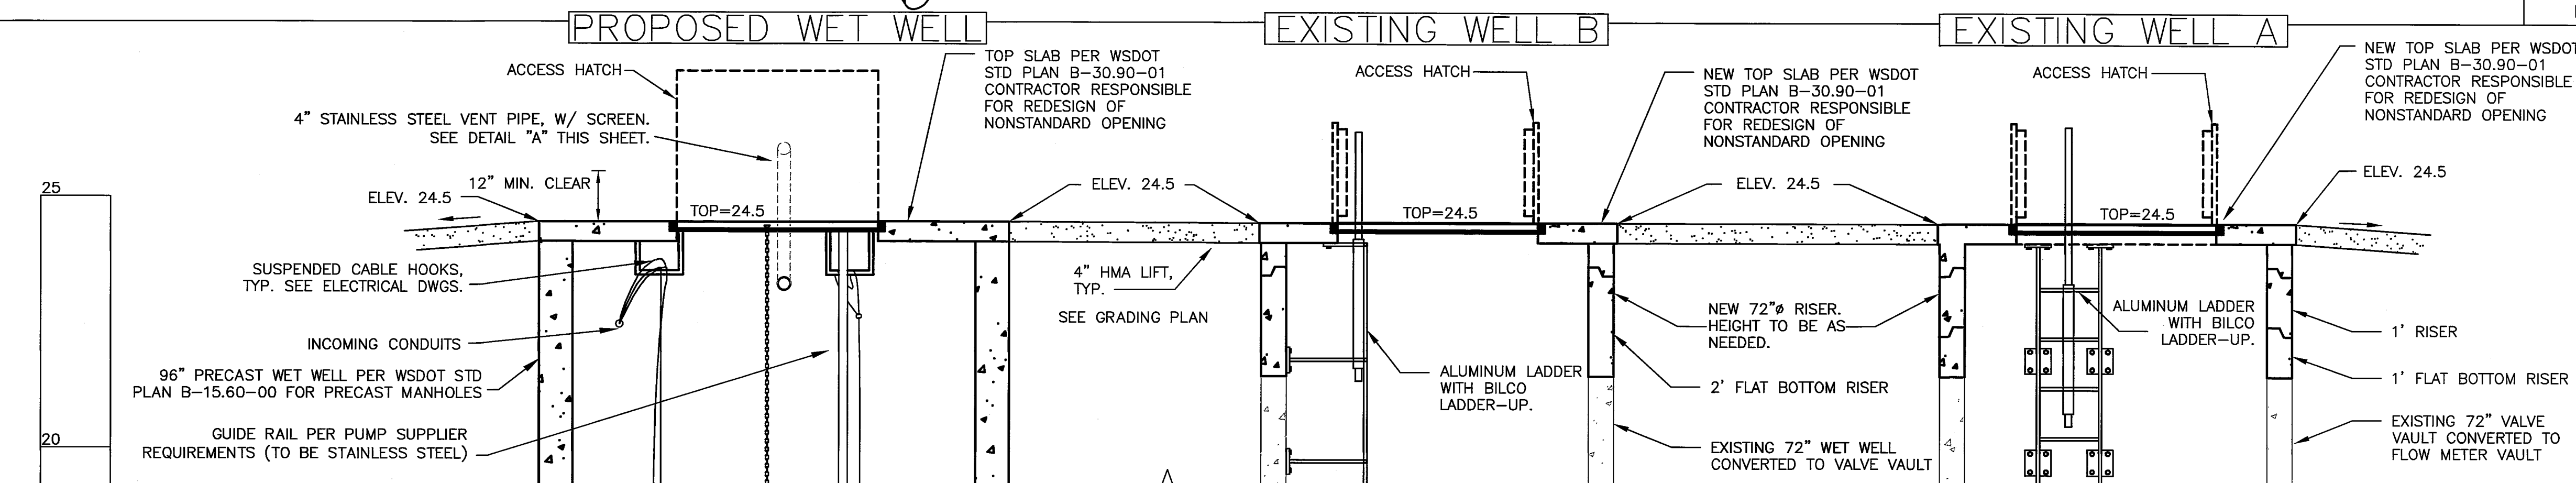 PROPOSED WET WELL
EXISTING WELL B
EXISTING WELL A
ACCESS HATCH
4" STAINLESS STEEL VENT PIPE, W/ SCREEN.
SEE DETAIL "A" THIS SHEET.
TOP SLAB PER WSDOT
STD PLAN B-30.90-01
CONTRACTOR RESPONSIBLE
FOR REDESIGN OF
NONSTANDARD OPENING
ACCESS HATCH
NEW TOP SLAB PER WSDOT
STD PLAN B-30.90-01
CONTRACTOR RESPONSIBLE
FOR REDESIGN OF
NONSTANDARD OPENING
ACCESS HATCH
NEW TOP SLAB PER WSDOT
STD PLAN B-30.90-01
CONTRACTOR RESPONSIBLE
FOR REDESIGN OF
NONSTANDARD OPENING
25
12" MIN. CLEAR
ELEV. 24.5
TOP=24.5
ELEV. 24.5
TOP=24.5
ELEV. 24.5
TOP=24.5
ELEV. 24.5
SUSPENDED CABLE HOOKS,
TYP. SEE ELECTRICAL DWGS.
INCOMING CONDUITS
96" PRECAST WET WELL PER WSDOT STD
PLAN B-15.60-00 FOR PRECAST MANHOLES
GUIDE RAIL PER PUMP SUPPLIER
REQUIREMENTS (TO BE STAINLESS STEEL)
4" HMA LIFT,
TYP.
SEE GRADING PLAN
ALUMINUM LADDER
WITH BILCO
LADDER-UP.
NEW 72"ø RISER.
HEIGHT TO BE AS
NEEDED.
2' FLAT BOTTOM RISER
EXISTING 72" WET WELL
CONVERTED TO VALVE VAULT
ALUMINUM LADDER
WITH BILCO
LADDER-UP.
1' RISER
1' FLAT BOTTOM RISER
EXISTING 72" VALVE
VAULT CONVERTED TO
FLOW METER VAULT
20